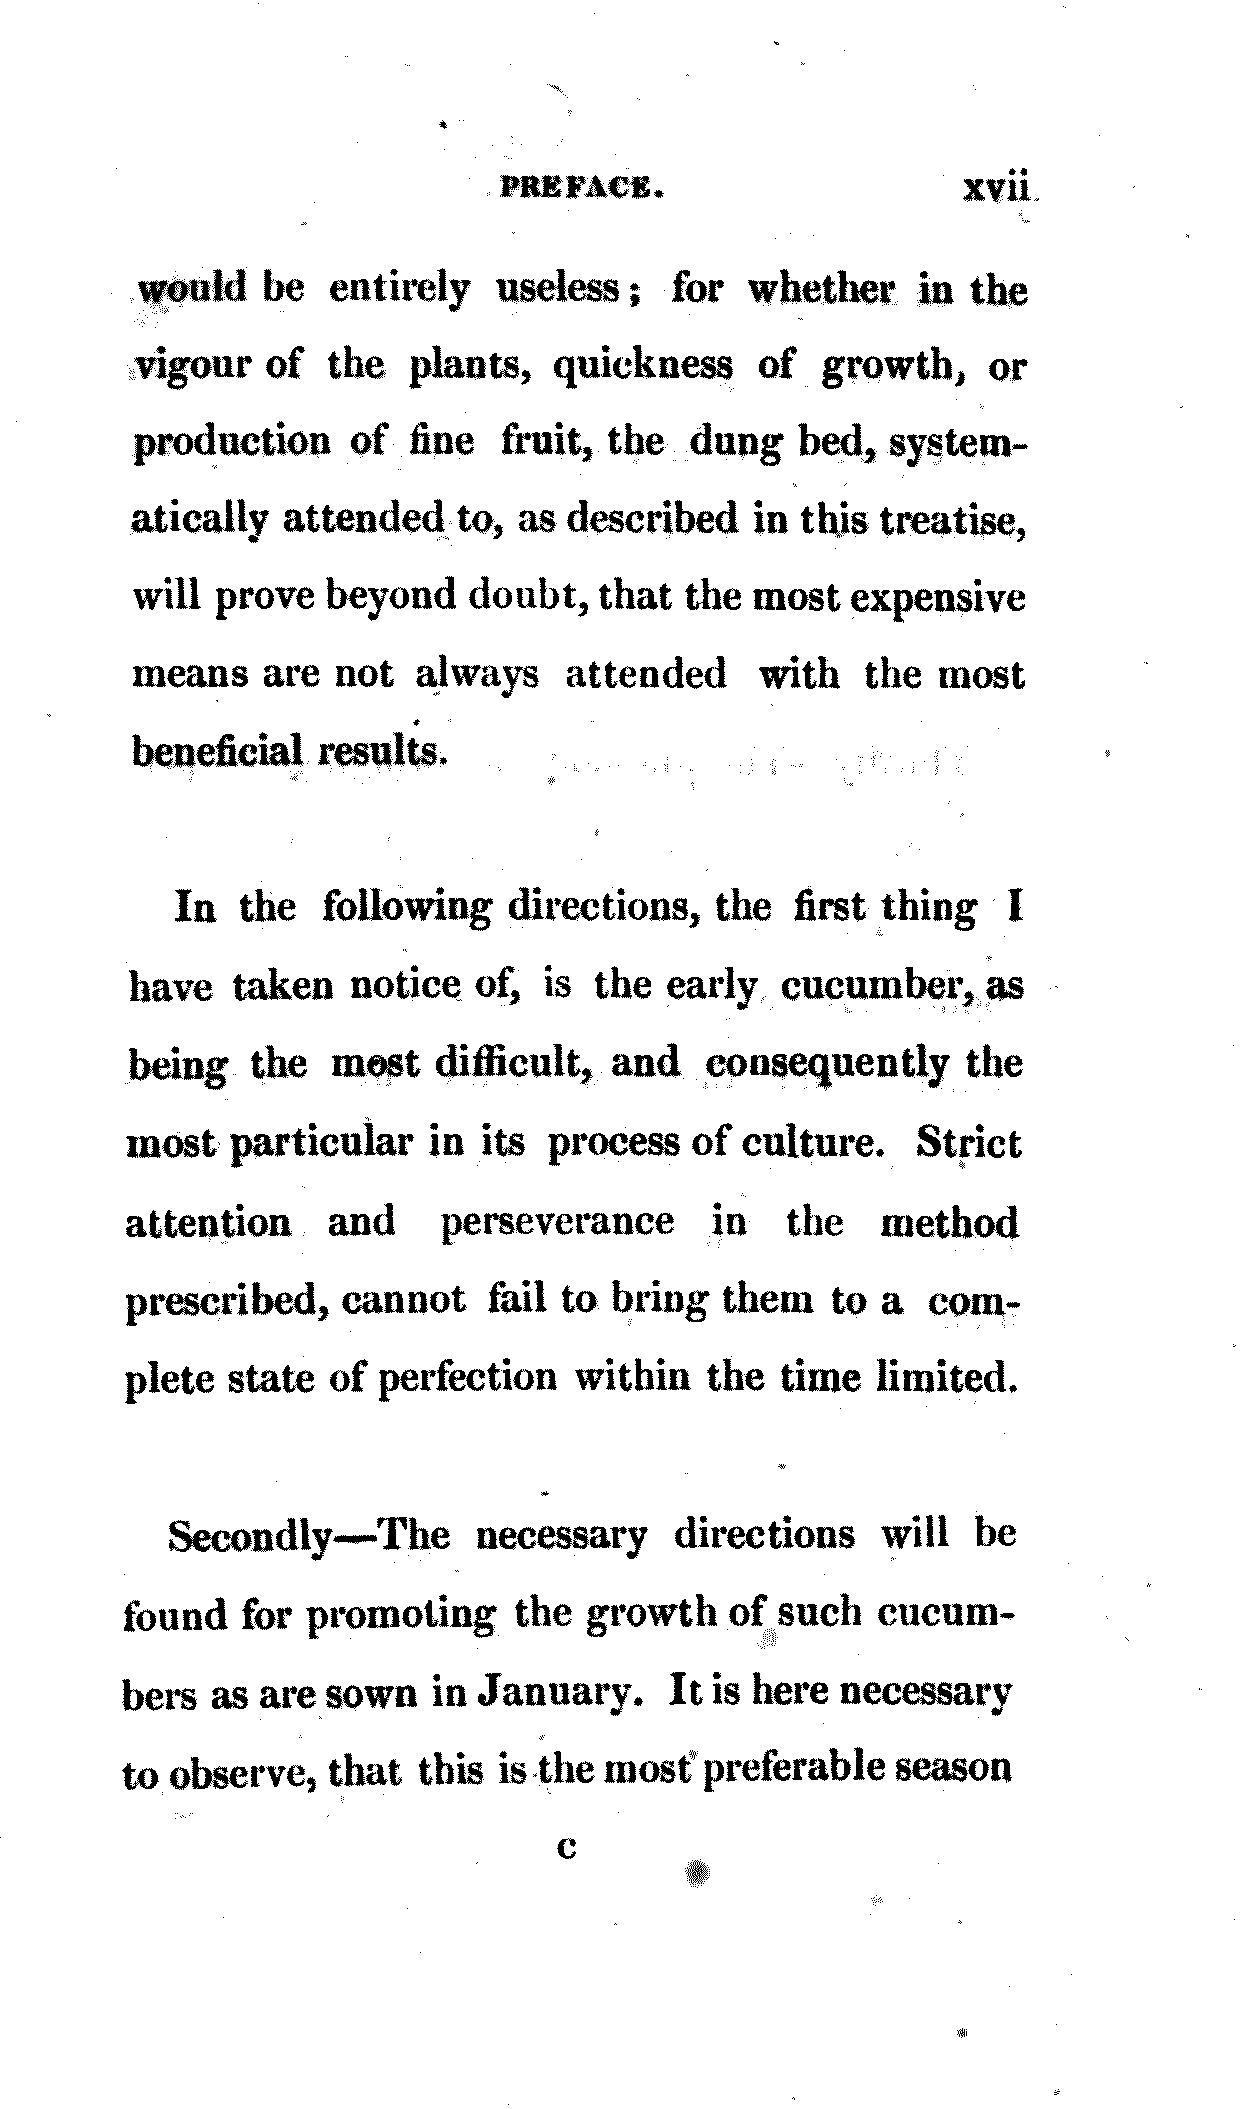 PREFACE. xvii
would be entirely useless; for whether in the
vigour of the plants, quickness of growth, or
production of fine fruit, the dung bed, system-
atically attended to, as described in this treatise,
will prove beyond doubt, that the most expensive
means are not always attended with the most
beneficial results.
In the following directions, the first thing I
have taken notice of, is the early cucumber, as
being the most difficult, and consequently the
most particular in its process of culture. Strict
attention and perseverance in the method
prescribed, cannot fail to bring them to a com-
plete state of perfection within the time limited.
Secondly—The necessary directions will be
found for promoting the growth of such cucum-
bers as are sown in January. It is here necessary
to observe, that this is the most preferable season
C